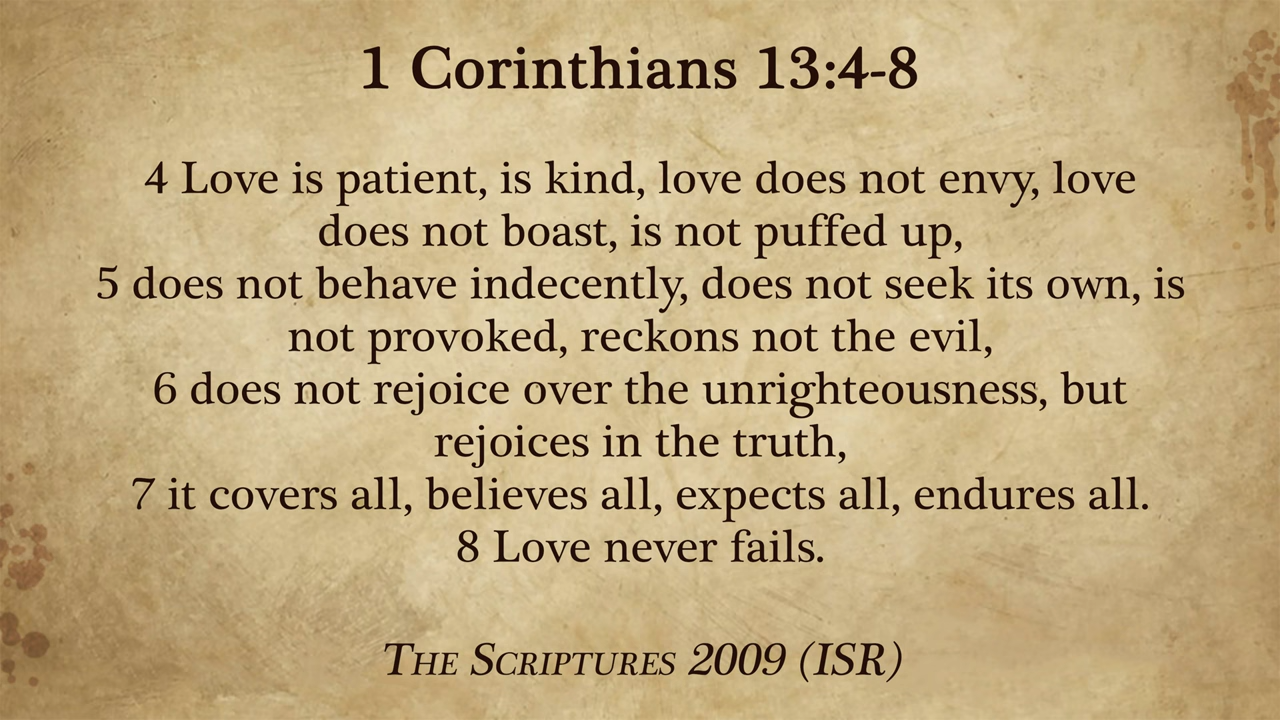 1 Corinthians 13:4-8
4 Love is patient, is kind, love does not envy, love
does not boast, is not puffed up,
5 does not behave indecently, does not seek its own, is
not provoked, reckons not the evil,
6 does not rejoice over the unrighteousness, but
rejoices in the truth,
7 it covers all, believes all, expects all, endures all.
8 Love never fails.
The Scriptures 2009 (ISR)